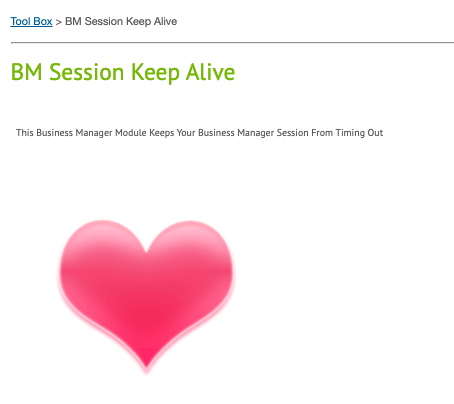 Tool Box > BM Session Keep Alive
BM Session Keep Alive
This Business Manager Module Keeps Your Business Manager Session From Timing Out